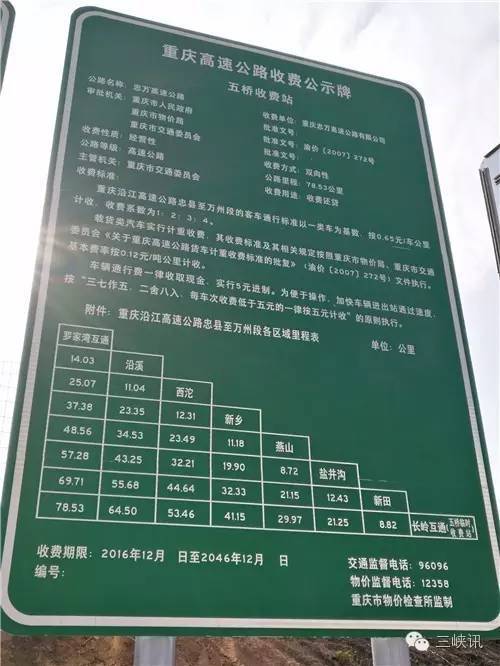 重庆高速公路收费公示牌
五桥收费站
公路名称：忠万高速公路
收费单位：重庆忠万高速公路有限公司
审批机关：重庆市人民政府
批准文号：
重庆市物价局
批准文号：渝价［2007］272号
重庆市交通委员会
批准文号：
收费性质：经营性
收费方式：双向性
公路等级：高速公路
公路里程：78.53公里
主管机关：重庆市交通委员会
收费用途：收费还贷
收费标准：
重庆沿江高速公路忠县至万州段的客车通行标准以一类车为基数，按0.65元/车公里
计收，收费系数为1：2：3：4。
载货类汽车实行计重收费，其收费标准及其相关规定按照重庆市物价局、重庆市交通
委员会《关于重庆高速公路货车计重收费标准的批复》（渝价［2007］272号）文件执行。
基本费率按0.12元/吨公里计收。
车辆通行费一律收取现金，实行5元进制。为便于操作，加快车辆进出站通过速度，
按“三七作五、二舍八入，每车次收费低于五元的一律按五元计收”的原则执行。
附件：重庆沿江高速公路忠县至万州段各区域里程表 单位：公里
罗家湾互通
14.03 沿溪
25.07 11.04 西沱
37.38 23.35 12.31 新乡
48.56 34.53 23.49 11.18 燕山
57.28 43.25 32.21 19.90 8.72 盐井沟
69.71 55.68 44.64 32.33 21.15 12.43 新田
78.53 64.50 53.46 41.15 29.97 21.25 8.82 长岭互通（五桥临时收费站）
收费期限：2016年12月 日至2046年12月 日
交通监督电话：96096
编号：
物价监督电话：12358
重庆市物价检查所监制
三峡讯